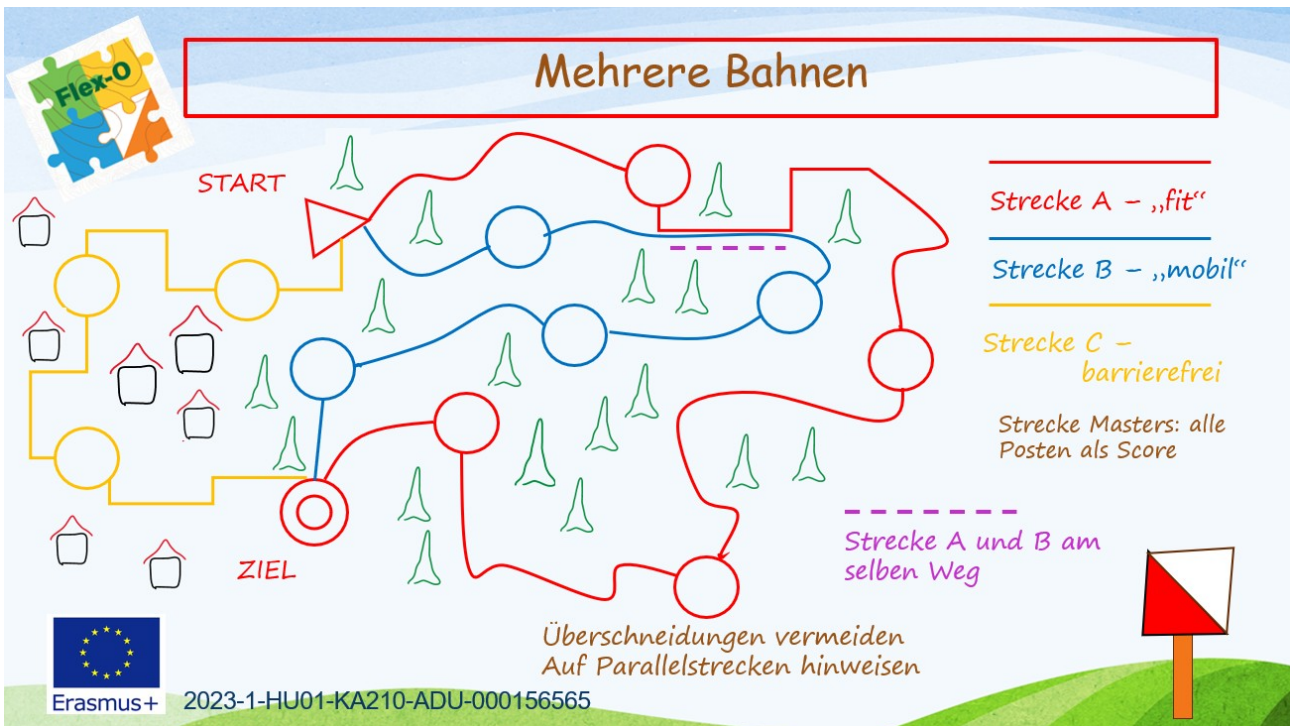 Mehrere Bahnen
Flex-O
START
Strecke A – „fit“
Strecke B – „mobil“
Strecke C –
barrierefrei
Strecke Masters: alle
Posten als Score
Strecke A und B am
selben Weg
ZIEL
Überschneidungen vermeiden
Auf Parallelstrecken hinweisen
Erasmus+
2023-1-HU01-KA210-ADU-000156565